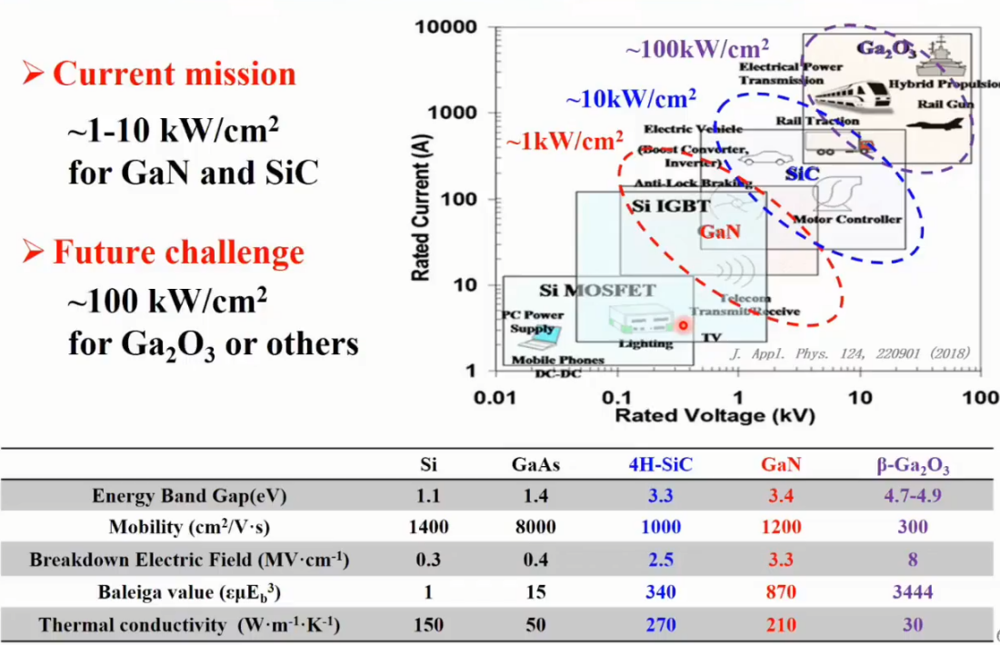 ➢ Current mission
~1-10 kW/cm²
for GaN and SiC
➢ Future challenge
~100 kW/cm²
for Ga₂O₃ or others
Rated Current (A)
10000
1000
100
10
1
0.01
0.1
1
10
100
Rated Voltage (kV)
~100kW/cm²
~10kW/cm²
~1kW/cm²
Ga₂O₃
Electrical Power
Transmission
Hybrid Propulsion
Rail Gun
Rail Traction
Electric Vehicle
(Boost Converter,
Inverter)
SiC
Anti-Lock Braking
Si IGBT
Motor Controller
GaN
Si MOSFET
Telecom
Transmit/Receive
PC Power
Supply
Lighting
TV
Mobile Phones
DC-DC
J. Appl. Phys. 124, 220901 (2018)
Si GaAs 4H-SiC GaN β-Ga₂O₃
Energy Band Gap(eV) 1.1 1.4 3.3 3.4 4.7-4.9
Mobility (cm²/V·s) 1400 8000 1000 1200 300
Breakdown Electric Field (MV·cm⁻¹) 0.3 0.4 2.5 3.3 8
Baleiga value (εμE_b³) 1 15 340 870 3444
Thermal conductivity (W·m⁻¹·K⁻¹) 150 50 270 210 30